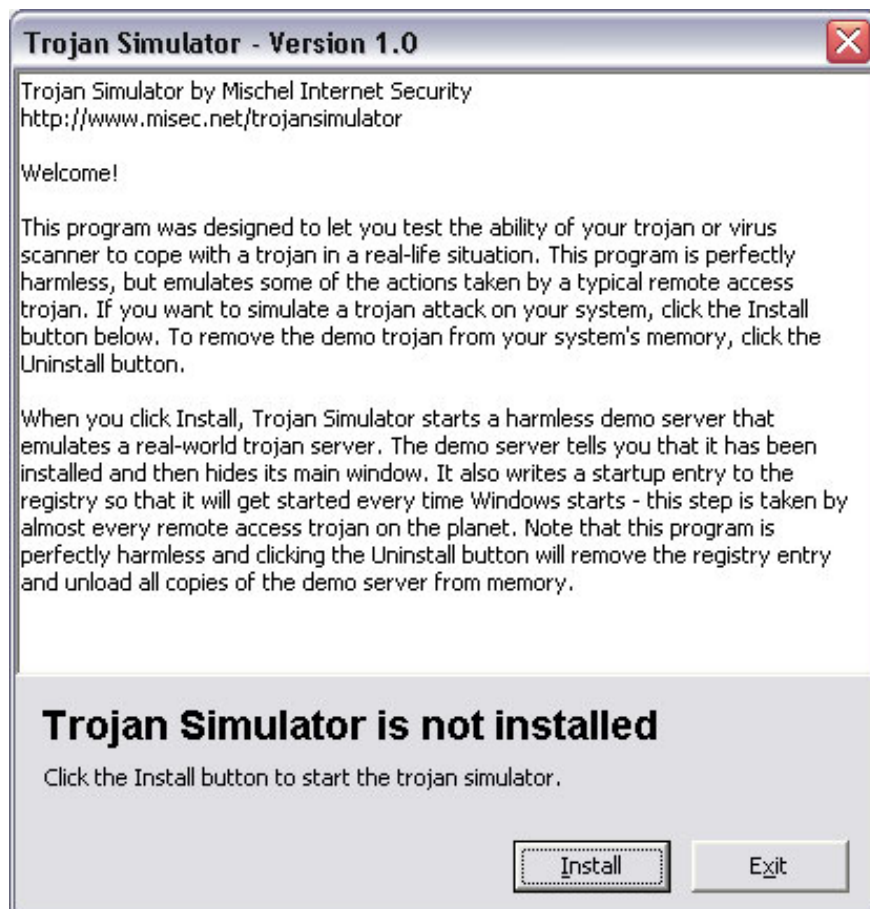 Trojan Simulator - Version 1.0
Trojan Simulator by Mischel Internet Security
http://www.misec.net/trojansimulator
Welcome!
This program was designed to let you test the ability of your trojan or virus
scanner to cope with a trojan in a real-life situation. This program is perfectly
harmless, but emulates some of the actions taken by a typical remote access
trojan. If you want to simulate a trojan attack on your system, click the Install
button below. To remove the demo trojan from your system's memory, click the
Uninstall button.
When you click Install, Trojan Simulator starts a harmless demo server that
emulates a real-world trojan server. The demo server tells you that it has been
installed and then hides its main window. It also writes a startup entry to the
registry so that it will get started every time Windows starts - this step is taken by
almost every remote access trojan on the planet. Note that this program is
perfectly harmless and clicking the Uninstall button will remove the registry entry
and unload all copies of the demo server from memory.
Trojan Simulator is not installed
Click the Install button to start the trojan simulator.
Install
Exit